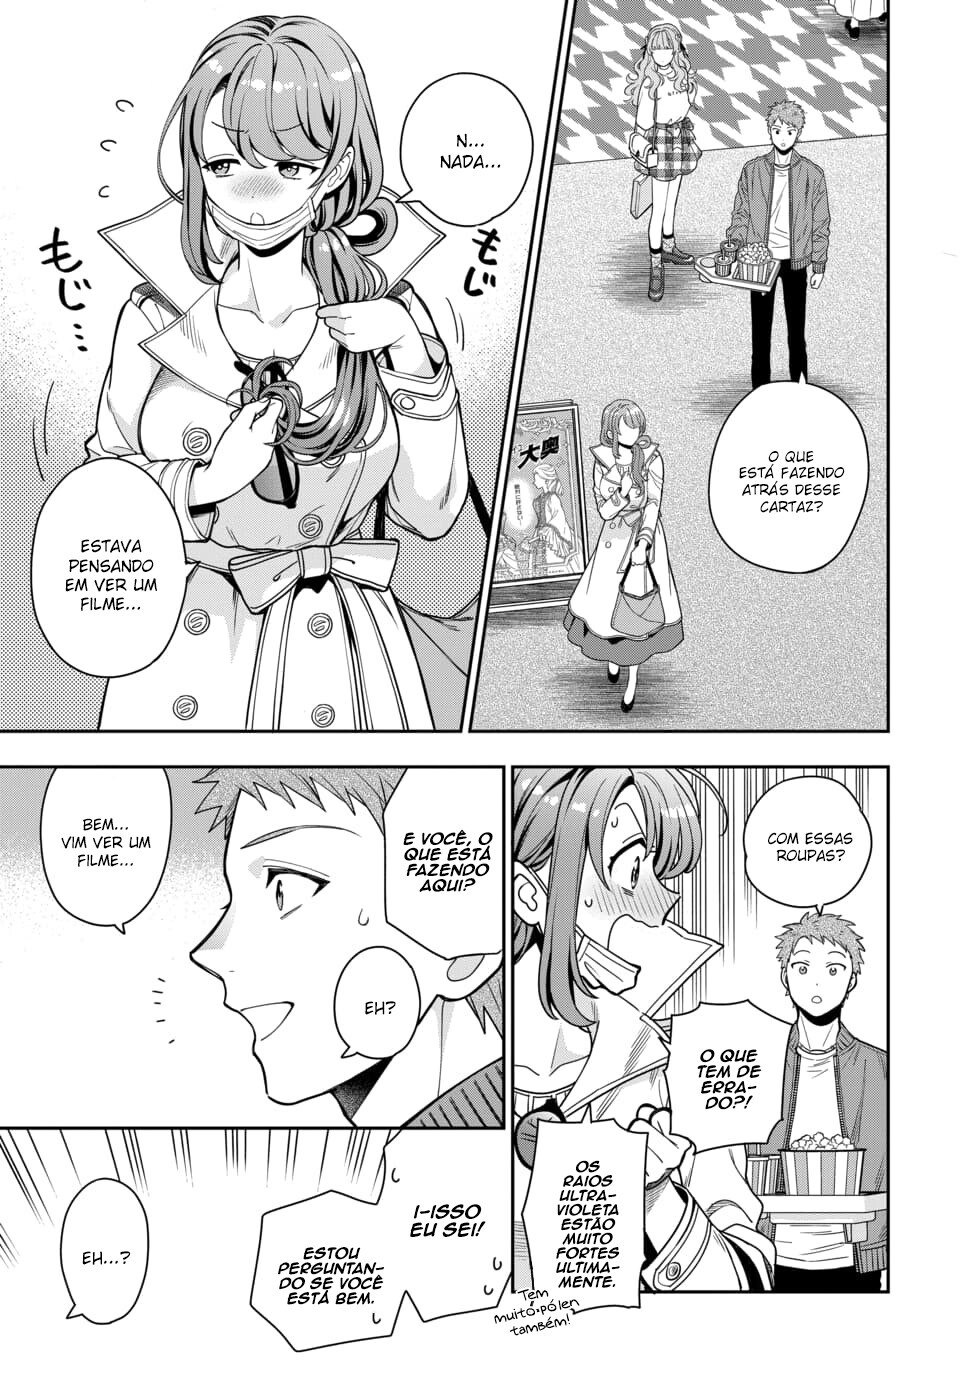 O QUE
ESTÁ FAZENDO
ATRÁS DESSE
CARTAZ?
大奥
N...
NADA...
もじ
もじ...
ESTAVA
PENSANDO
EM VER UM
FILME...
COM ESSAS
ROUPAS?
O QUE
TEM DE
ERRA-
DO?!
OS
RAIOS
ULTRA-
VIOLETA
ESTÃO
MUITO
FORTES
ULTIMA-
MENTE.
Tem
muito pólen
também!
E VOCÊ, O
QUE ESTÁ
FAZENDO
AQUI?
EH?
BEM...
VIM VER UM
FILME...
I-ISSO
EU SEI!
ESTOU
PERGUNTAN-
DO SE VOCÊ
ESTÁ BEM.
EH...?